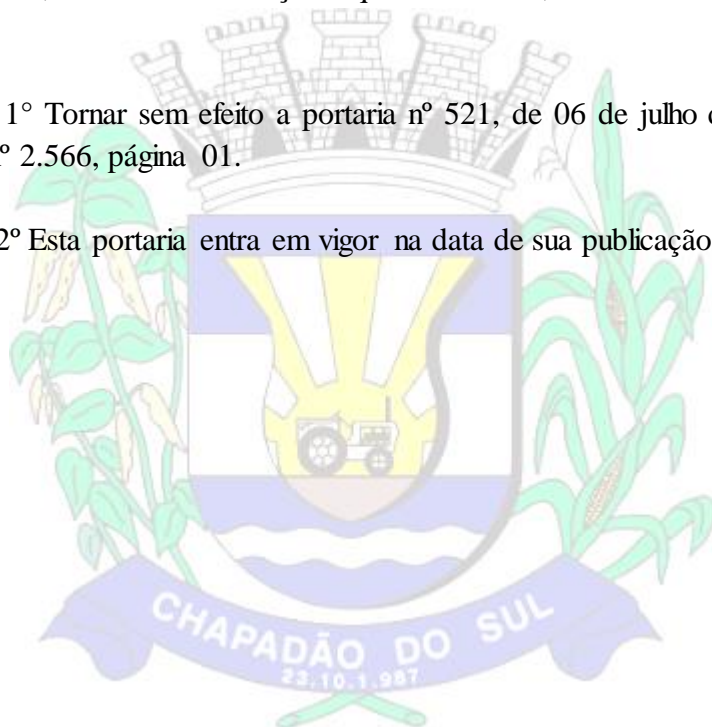 1° Tornar sem efeito a portaria nº 521, de 06 de julho
º 2.566, página 01.
2º Esta portaria entra em vigor na data de sua publicação
CHAPADÃO DO SUL
23.10.1.987